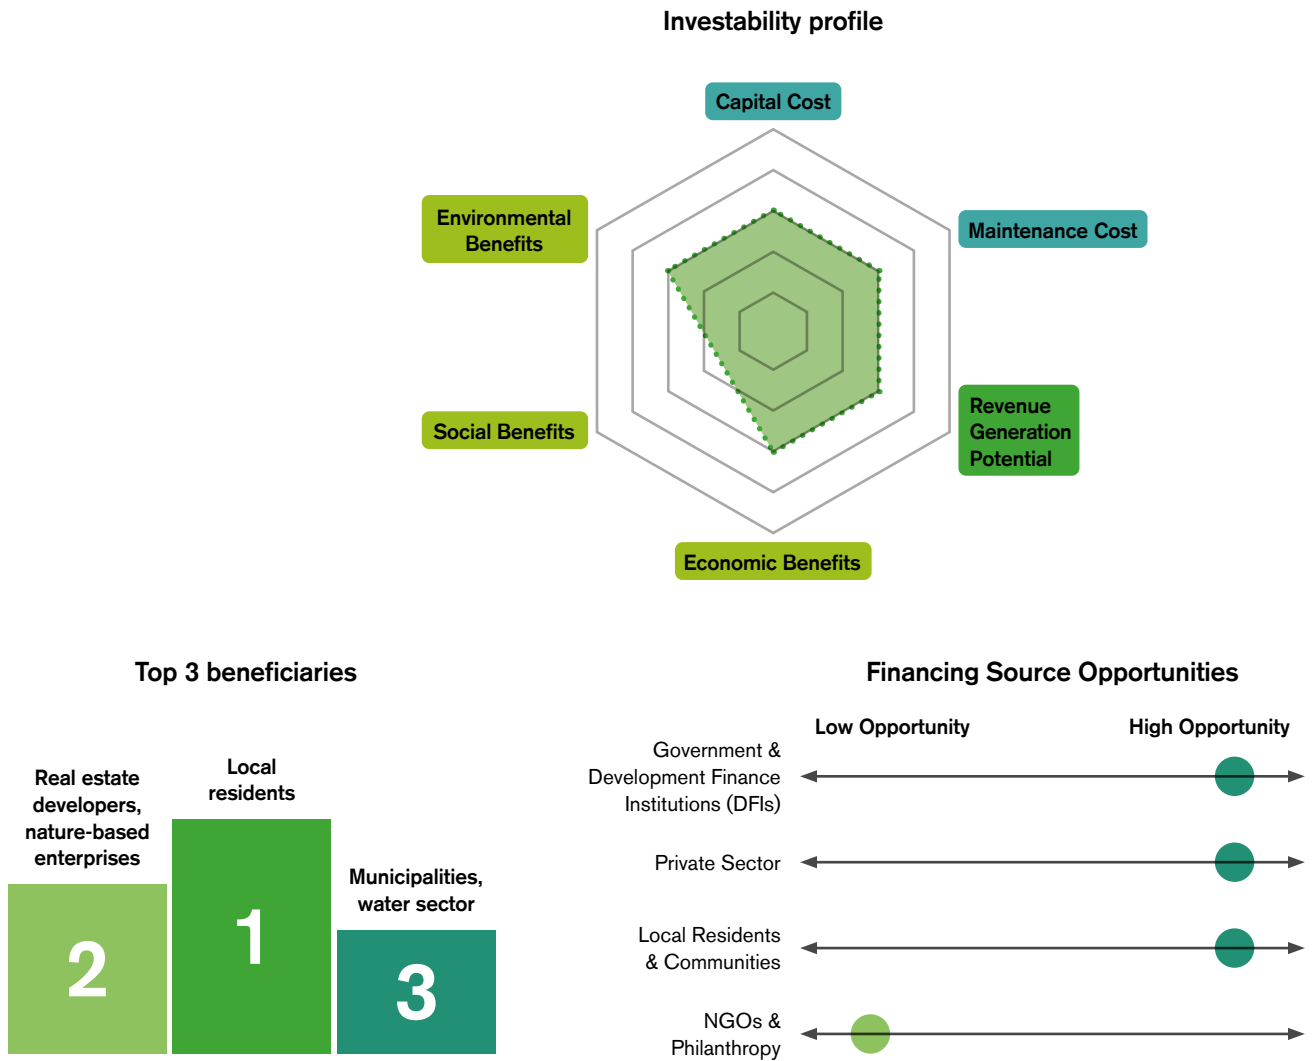 Investability profile
Capital Cost
Environmental
Benefits
Maintenance Cost
Social Benefits
Revenue
Generation
Potential
Economic Benefits
Top 3 beneficiaries
Real estate
developers,
nature-based
enterprises
2
Local
residents
1
Municipalities,
water sector
3
Financing Source Opportunities
Low Opportunity
High Opportunity
Government &
Development Finance
Institutions (DFIs)
Private Sector
Local Residents
& Communities
NGOs &
Philanthropy